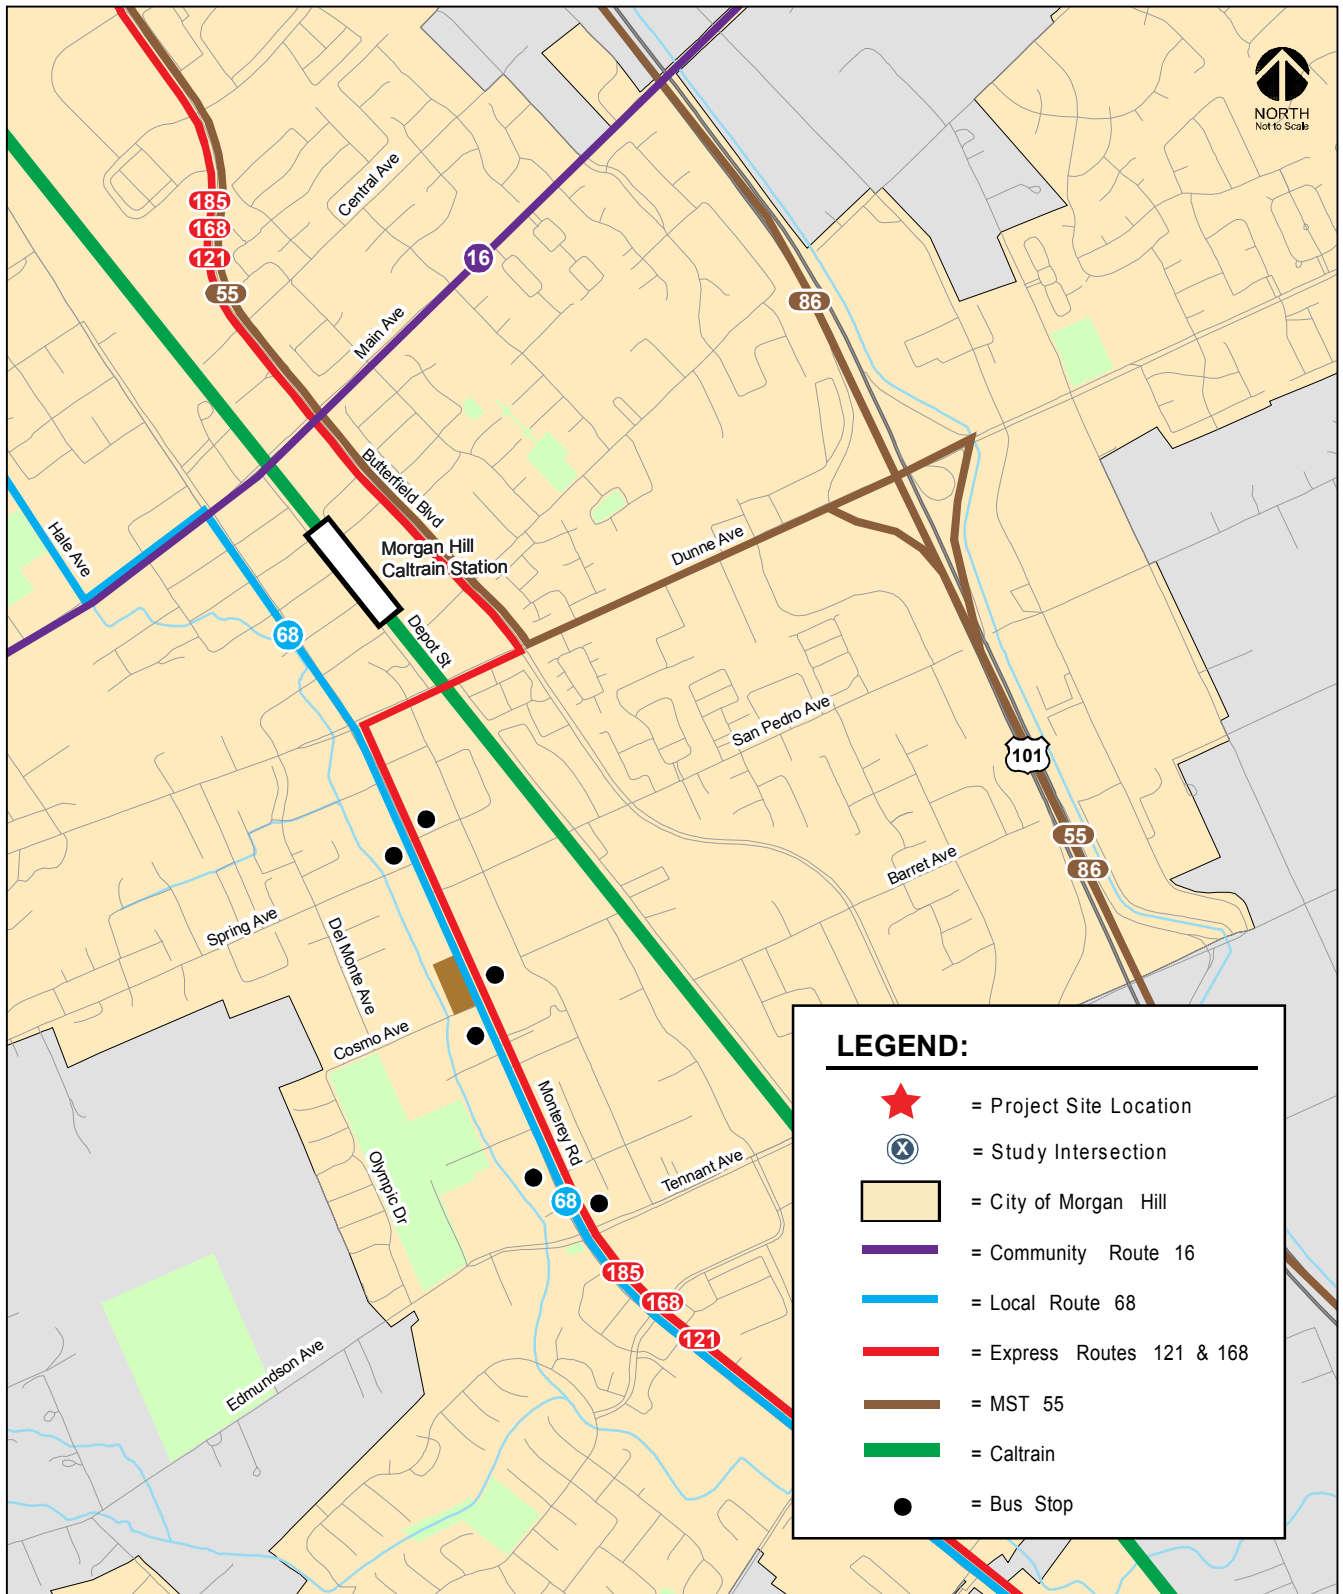 NORTH
Not to Scale
Central Ave
185
168
121
55
16
86
Main Ave
Butterfield Blvd
Hale Ave
Morgan Hill
Caltrain Station
Dunne Ave
68
Depot St
San Pedro Ave
101
55
86
Barret Ave
Spring Ave
Del Monte Ave
Cosmo Ave
Monterey Rd
Olympic Dr
Tennant Ave
68
185
168
121
Edmundson Ave
LEGEND:
= Project Site Location
X
= Study Intersection
= City of Morgan Hill
= Community Route 16
= Local Route 68
= Express Routes 121 & 168
= MST 55
= Caltrain
= Bus Stop